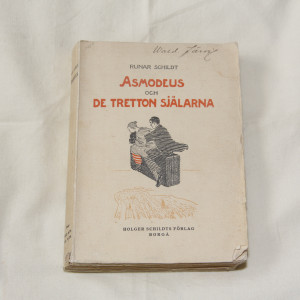 RUNAR SCHILDT
ASMODEUS
OCH
DE TRETTON SJÄLARNA
HOLGER SCHILDTS FÖRLAG
BORGÅ